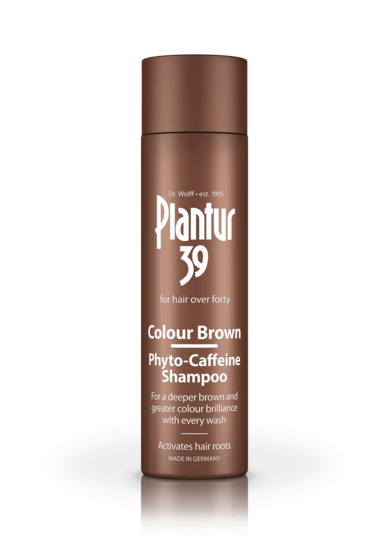 Dr. Wolff • est. 1905
Plantur
39
for hair over forty
Colour Brown
Phyto-Caffeine
Shampoo
For a deeper brown and
greater colour brilliance
with every wash
Activates hair roots
MADE IN GERMANY